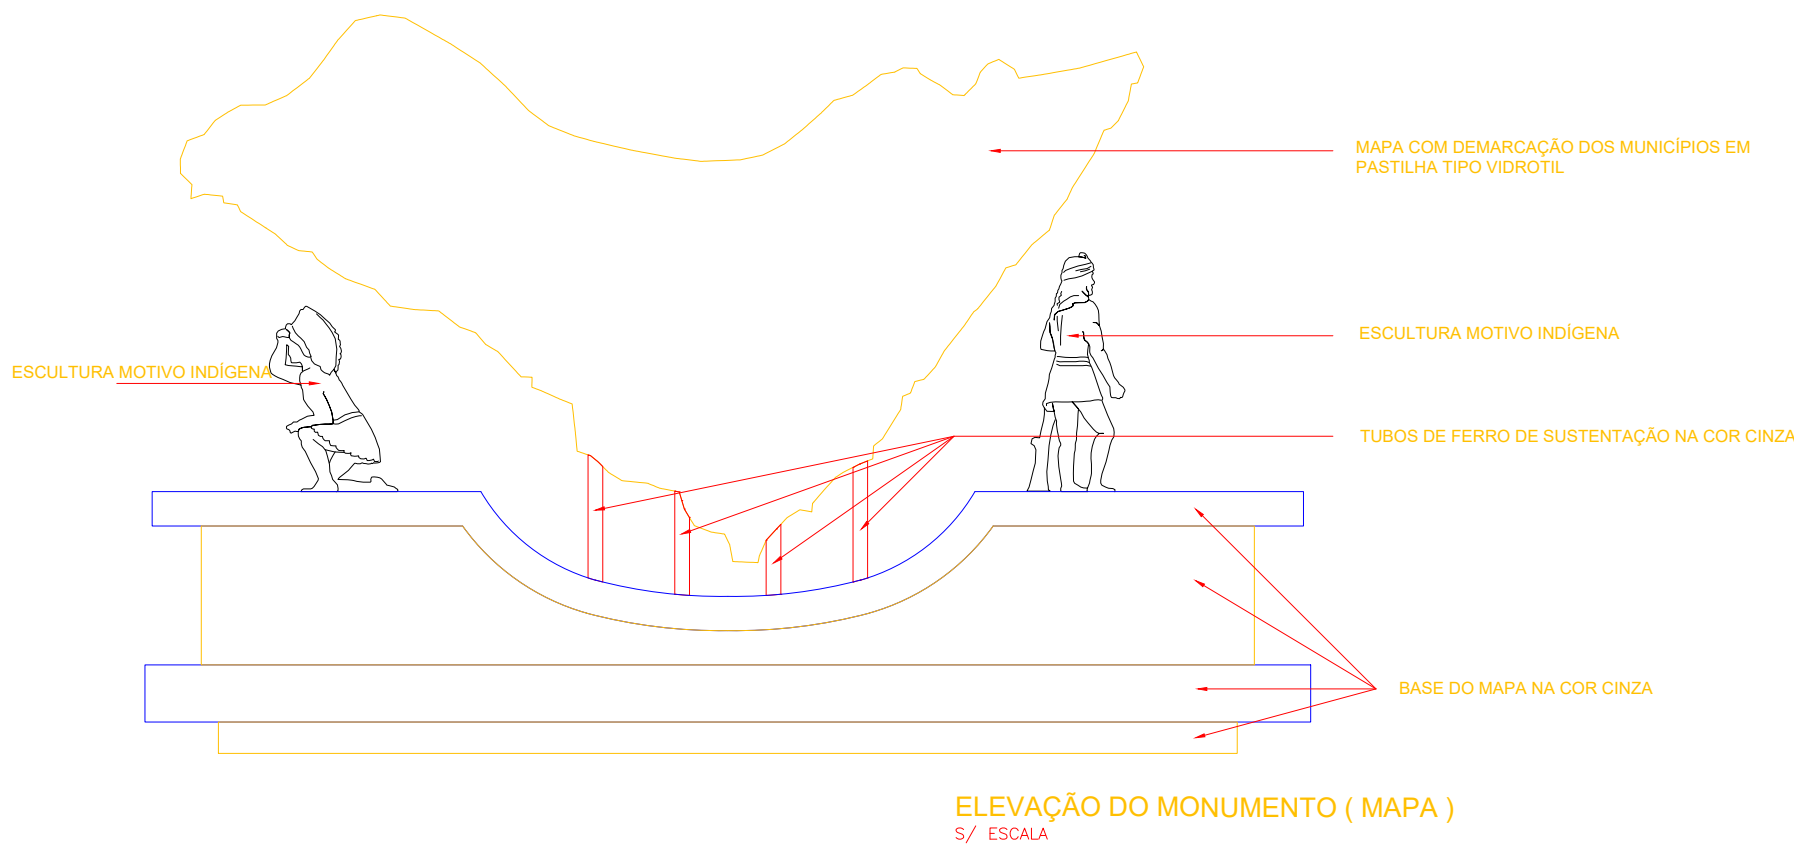 MAPA COM DEMARCAÇÃO DOS MUNICÍPIOS EM
PASTILHA TIPO VIDROTIL
ESCULTURA MOTIVO INDÍGENA
ESCULTURA MOTIVO INDÍGENA
TUBOS DE FERRO DE SUSTENTAÇÃO NA COR CINZA
BASE DO MAPA NA COR CINZA
ELEVAÇÃO DO MONUMENTO ( MAPA )
S/ ESCALA